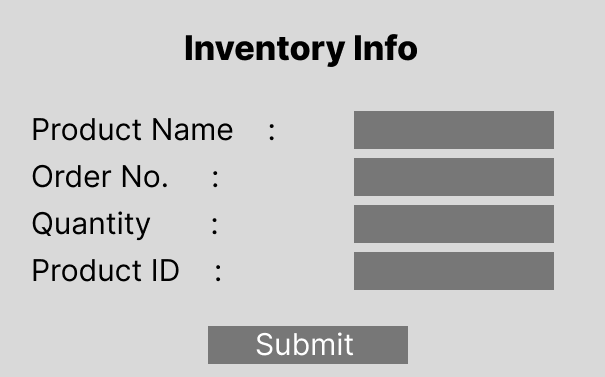 Inventory Info
Product Name :
Order No. :
Quantity :
Product ID :
Submit